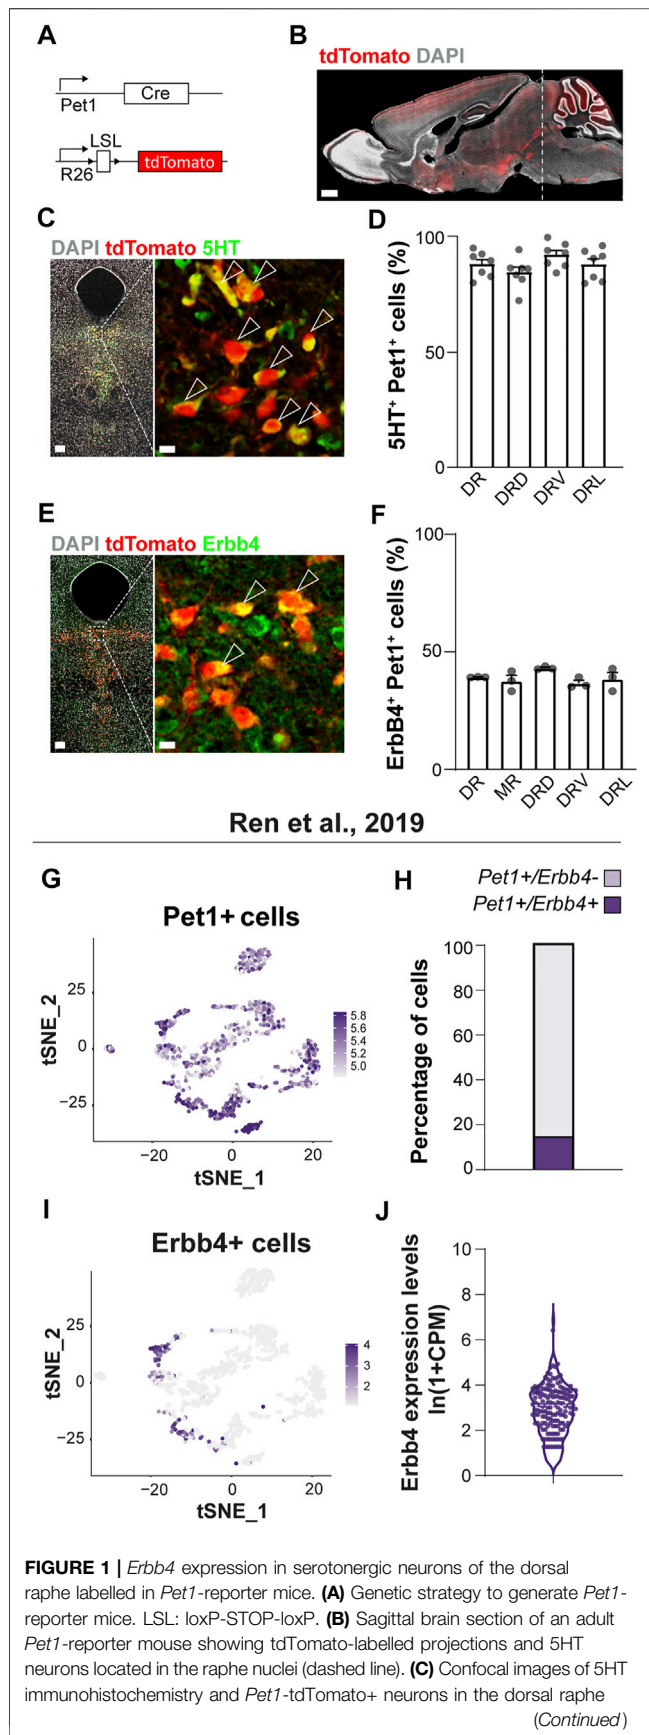 A
Pet1
Cre
LSL
R26
tdTomato
B
tdTomato DAPI
C
DAPI tdTomato 5HT
D
5HT+ Pet1+ cells (%)
100
50
0
DR
DRD
DRV
DRL
E
DAPI tdTomato Erbb4
F
ErbB4+ Pet1+ cells (%)
100
50
0
DR
MR
DRD
DRV
DRL
Ren et al., 2019
G
Pet1+ cells
tSNE_2
25
0
−25
−20
0
20
tSNE_1
5.8
5.6
5.4
5.2
5.0
H
Pet1+/Erbb4-
Pet1+/Erbb4+
Percentage of cells
100
80
60
40
20
0
I
Erbb4+ cells
tSNE_2
25
0
−25
−20
0
20
tSNE_1
4
3
2
J
Erbb4 expression levels
ln(1+CPM)
10
8
6
4
2
0
FIGURE 1 | Erbb4 expression in serotonergic neurons of the dorsal
raphe labelled in Pet1-reporter mice. (A) Genetic strategy to generate Pet1-
reporter mice. LSL: loxP-STOP-loxP. (B) Sagittal brain section of an adult
Pet1-reporter mouse showing tdTomato-labelled projections and 5HT
neurons located in the raphe nuclei (dashed line). (C) Confocal images of 5HT
immunohistochemistry and Pet1-tdTomato+ neurons in the dorsal raphe
(Continued)